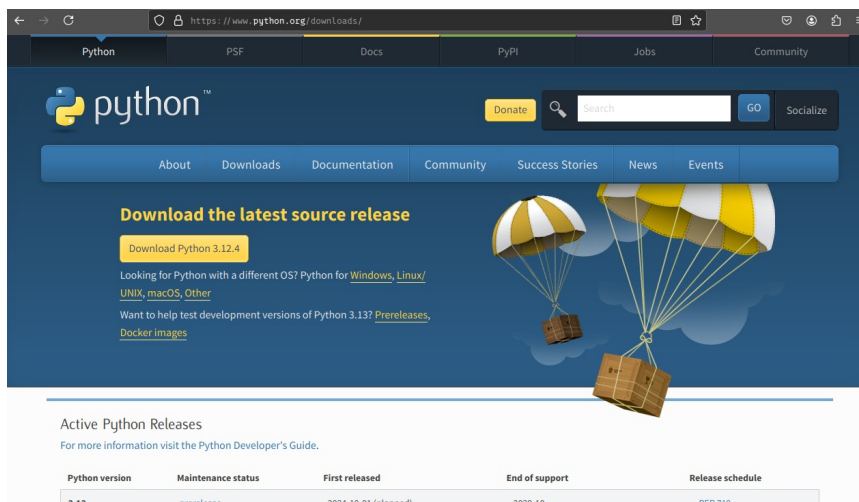 https://www.python.org/downloads/
Python PSF Docs PyPI Jobs Community
python™
Donate Search GO Socialize
About Downloads Documentation Community Success Stories News Events
Download the latest source release
Download Python 3.12.4
Looking for Python with a different OS? Python for Windows, Linux/
UNIX, macOS, Other
Want to help test development versions of Python 3.13? Prereleases,
Docker images
Active Python Releases
For more information visit the Python Developer's Guide.
Python version Maintenance status First released End of support Release schedule